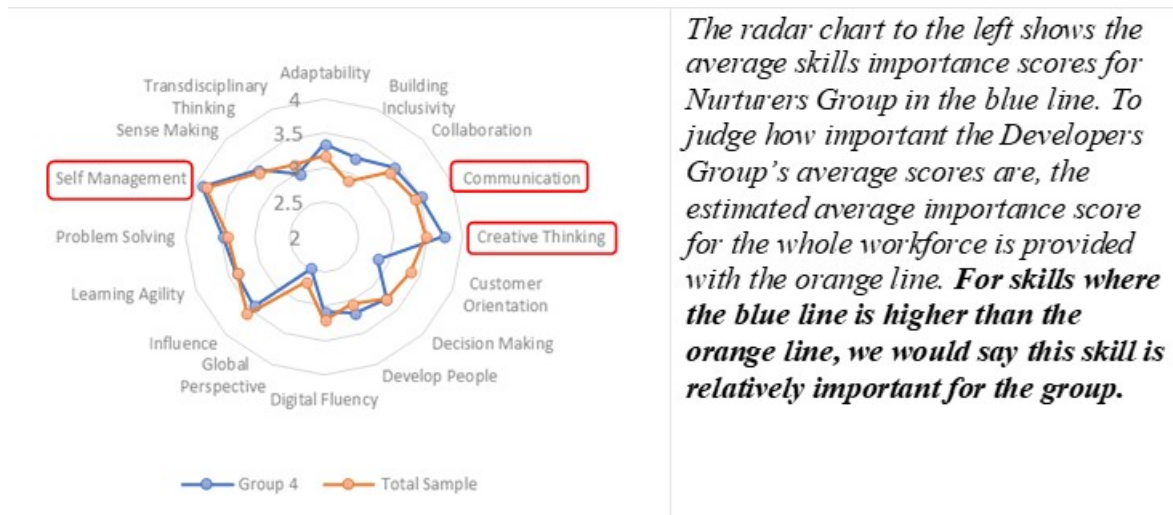 Adaptability
Transdisciplinary
Thinking
Building
Inclusivity
4
Sense Making
Collaboration
3.5
Self Management
Communication
2.5
Problem Solving
2
Creative Thinking
Learning Agility
Customer
Orientation
Influence
Decision Making
Global
Perspective
Develop People
Digital Fluency
Group 4
Total Sample
The radar chart to the left shows the
average skills importance scores for
Nurturers Group in the blue line. To
judge how important the Developers
Group's average scores are, the
estimated average importance score
for the whole workforce is provided
with the orange line. For skills where
the blue line is higher than the
orange line, we would say this skill is
relatively important for the group.